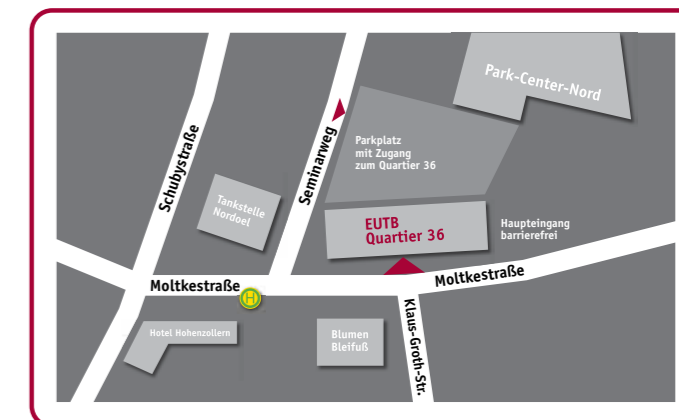 Park-Center-Nord
Schubystraße
Seminarweg
Parkplatz
mit Zugang
zum Quartier 36
Tankstelle
Nordoel
EUTB
Quartier 36
Haupteingang
barrierefrei
Moltkestraße
H
Moltkestraße
Hotel Hohenzollern
Blumen
Bleifuß
Klaus-Groth-Str.